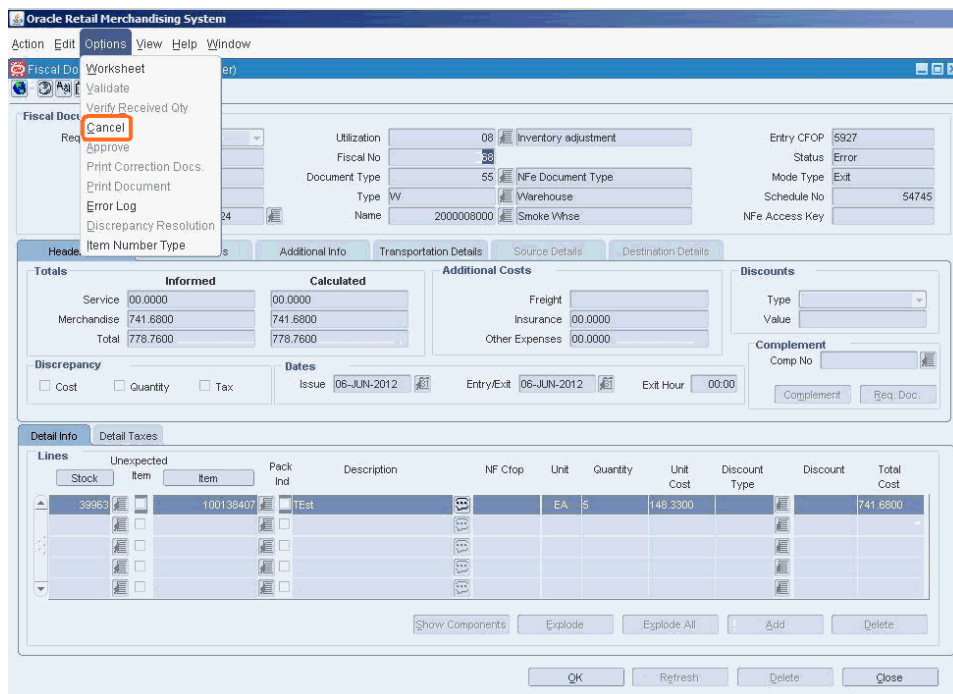 Oracle Retail Merchandising System
Action Edit Options View Help Window
Fiscal Do er)
Worksheet
Validate
Verify Received Qty
Cancel
Approve
Print Correction Docs.
Print Document
Error Log
Discrepancy Resolution
Item Number Type
Fiscal Docu
Req
24
Utilization 08 Inventory adjustment
Fiscal No 68
Document Type 55 NFe Document Type
Type W Warehouse
Name 2000008000 Smoke Whse
Entry CFOP 5927
Status Error
Mode Type Exit
Schedule No 54745
NFe Access Key
Header s Additional Info Transportation Details Source Details Destination Details
Totals
Informed Calculated
Service 00.0000 00.0000
Merchandise 741.6800 741.6800
Total 778.7600 778.7600
Additional Costs
Freight
Insurance 00.0000
Other Expenses 00.0000
Discounts
Type
Value
Discrepancy
Cost Quantity Tax
Dates
Issue 06-JUN-2012 Entry/Exit 06-JUN-2012 Exit Hour 00:00
Complement
Comp No
Complement Req. Doc.
Detail Info Detail Taxes
Lines
Stock Unexpected Item Item Pack Ind Description NF Cfop Unit Quantity Unit Cost Discount Type Discount Total Cost
39963 100138407 TEst EA 5 148.3300 741.6800
Show Components Explode Explode All Add Delete
OK Refresh Delete Close